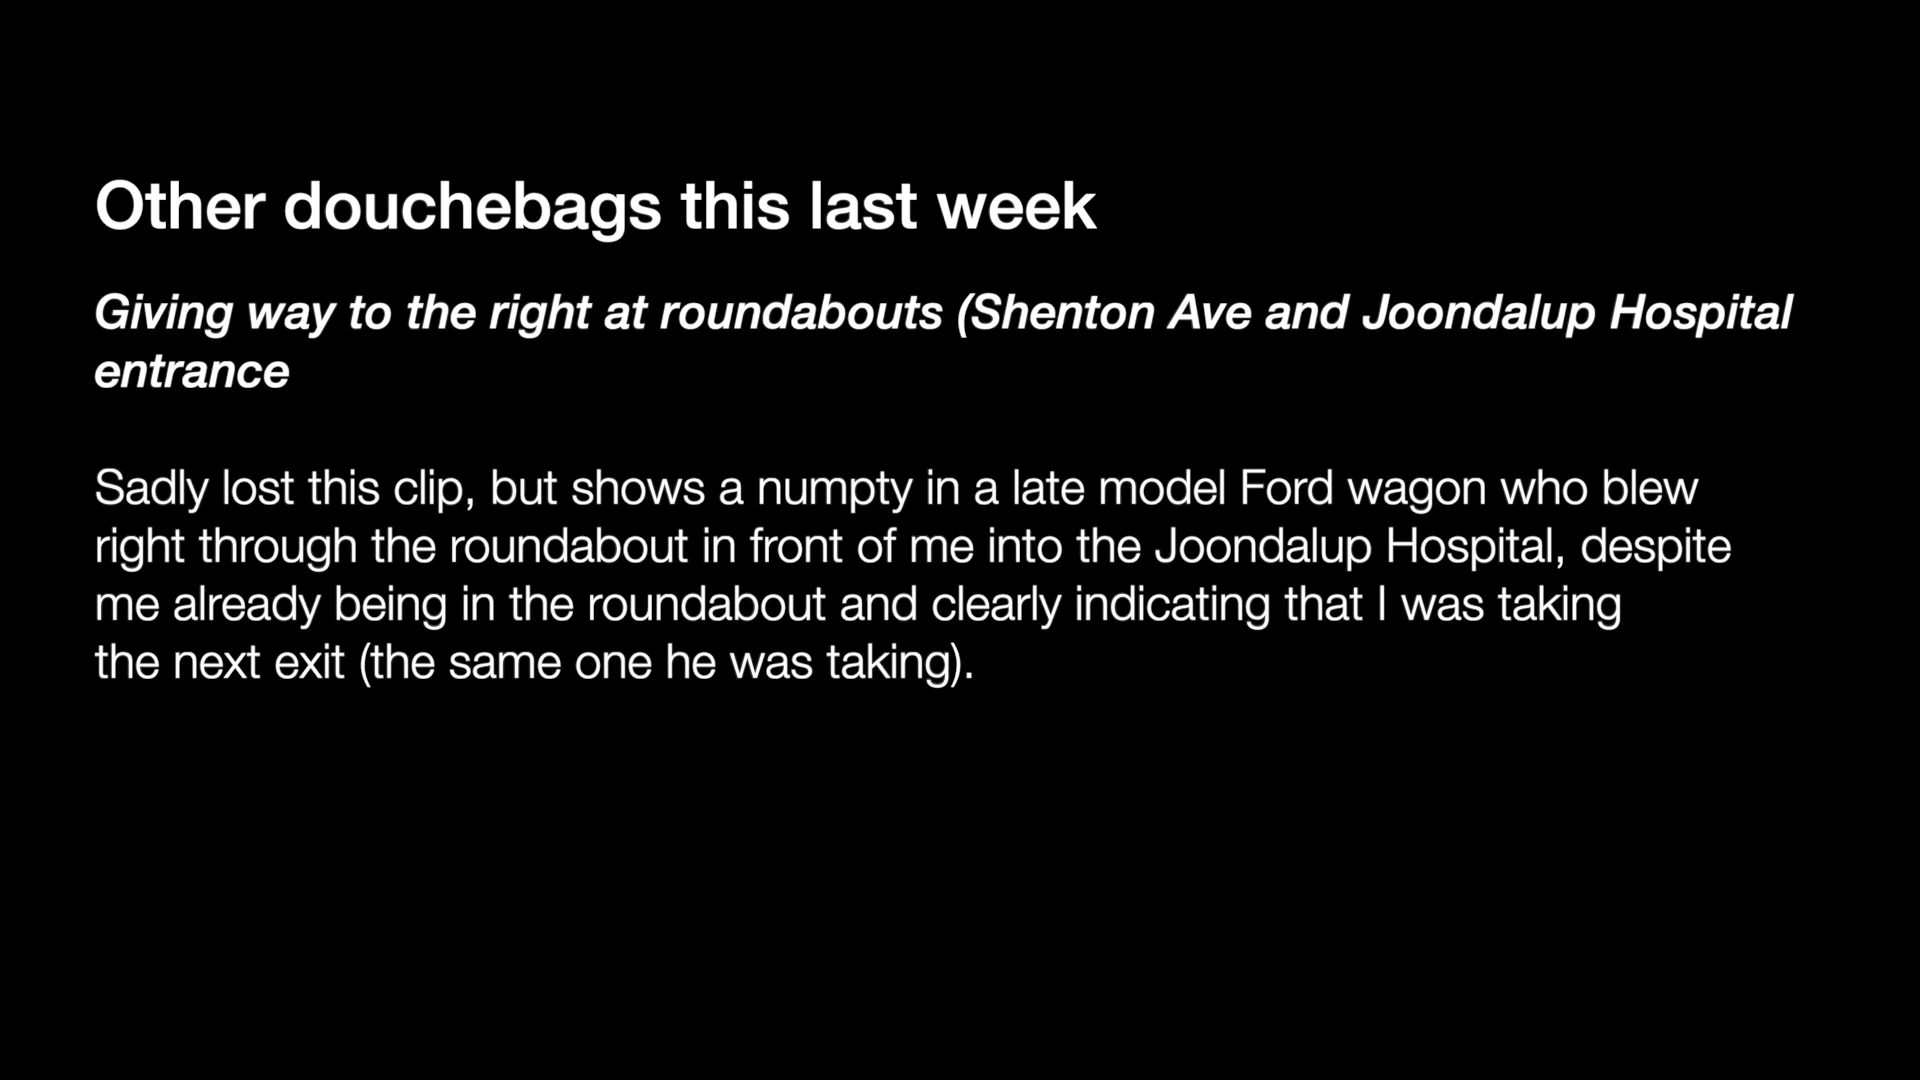 Other douchebags this last week
Giving way to the right at roundabouts (Shenton Ave and Joondalup Hospital
entrance
Sadly lost this clip, but shows a numpty in a late model Ford wagon who blew
right through the roundabout in front of me into the Joondalup Hospital, despite
me already being in the roundabout and clearly indicating that I was taking
the next exit (the same one he was taking).